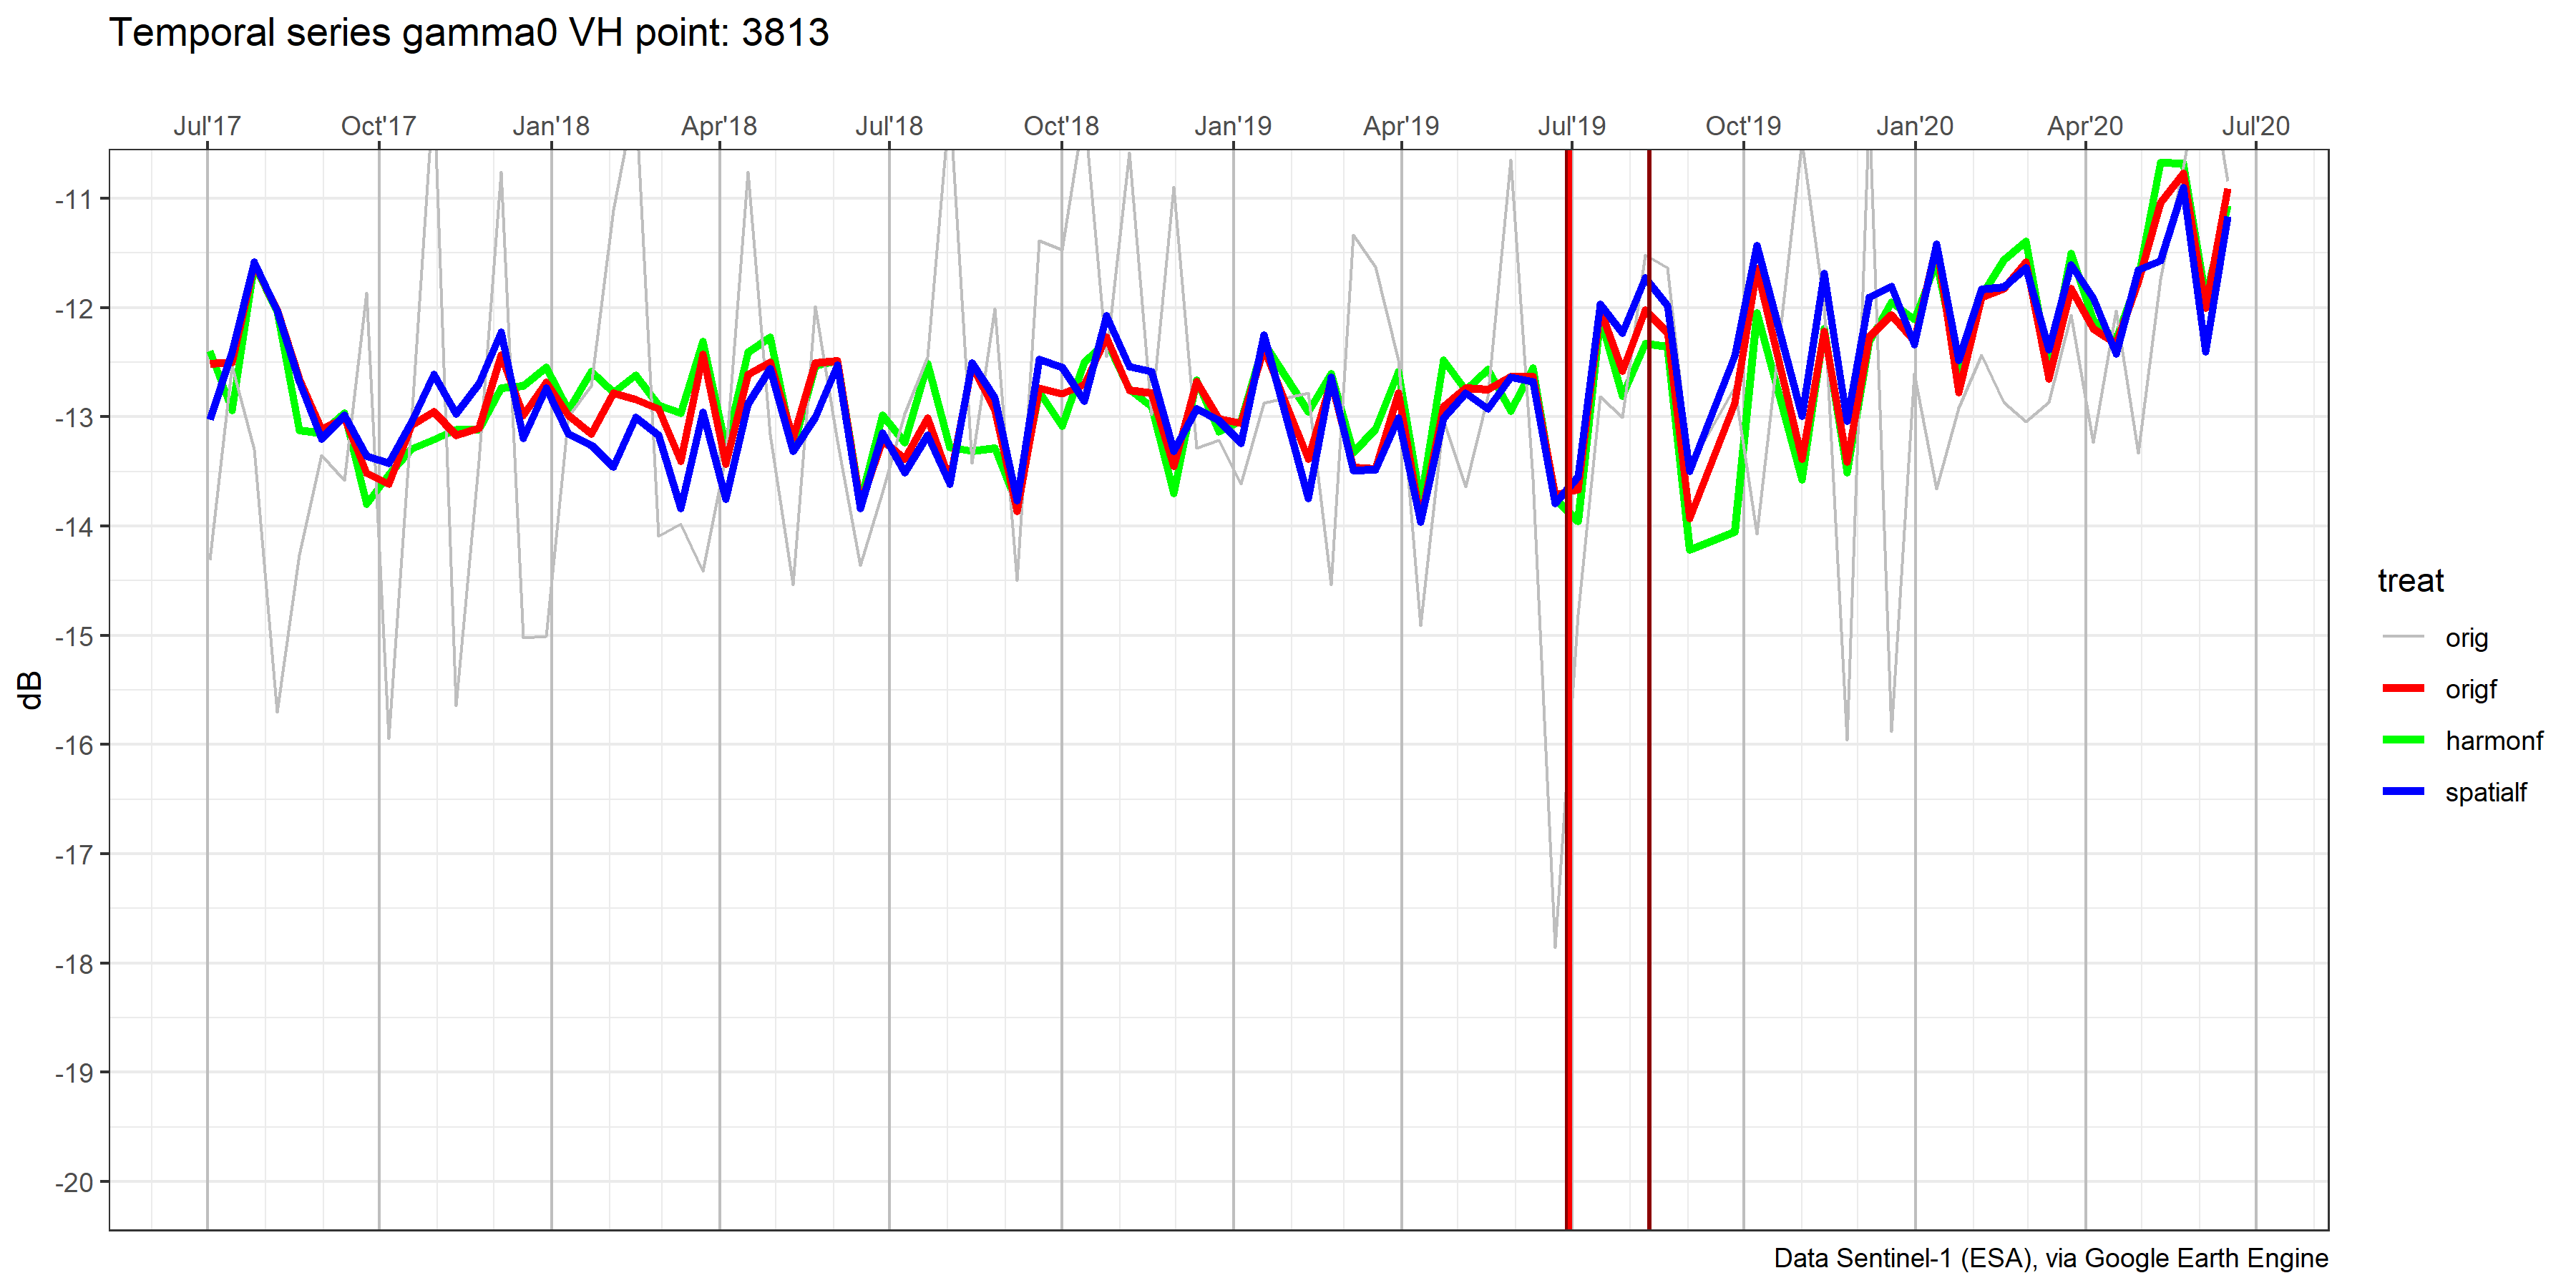 Temporal series gamma0 VH point: 3813
Jul'17 Oct'17 Jan'18 Apr'18 Jul'18 Oct'18 Jan'19 Apr'19 Jul'19 Oct'19 Jan'20 Apr'20 Jul'20
-11
-12
-13
-14
-15
-16
-17
-18
-19
-20
dB
treat
orig
origf
harmonf
spatialf
Data Sentinel-1 (ESA), via Google Earth Engine